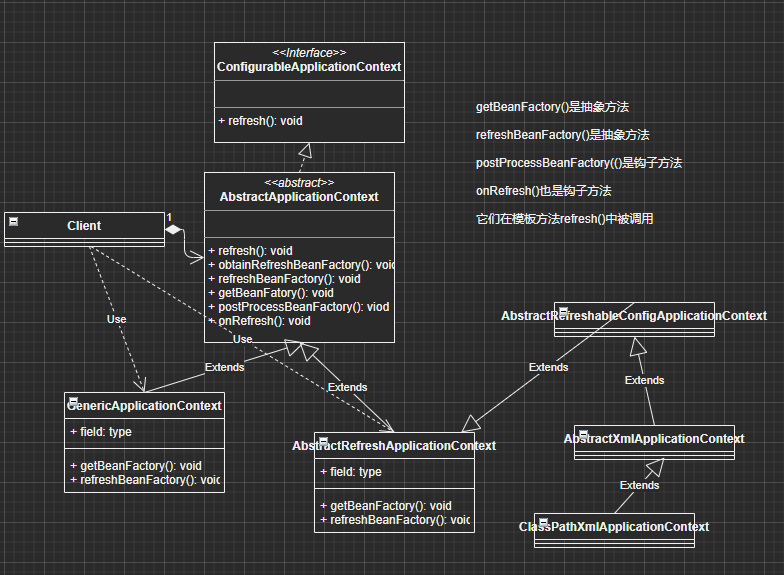 <<Interface>>
ConfigurableApplicationContext
+ refresh(): void
getBeanFactory()是抽象方法
refreshBeanFactory()是抽象方法
postProcessBeanFactory(()是钩子方法
onRefresh()也是钩子方法
它们在模板方法refresh()中被调用
<<abstract>>
AbstractApplicationContext
+ refresh(): void
+ obtainRefreshBeanFactory(): void
+ refreshBeanFactory(): void
+ getBeanFatory(): void
+ postProcessBeanFactory(): viod
+ onRefresh(): void
Client
1
Use
Use
Extends
Extends
GenericApplicationContext
+ field: type
+ getBeanFactory(): void
+ refreshBeanFactory(): void
AbstractRefreshApplicationContext
+ field: type
+ getBeanFactory(): void
+ refreshBeanFactory(): void
AbstractRefreshableConfigApplicationContext
Extends
Extends
AbstractXmlApplicationContext
Extends
ClassPathXmlApplicationContext